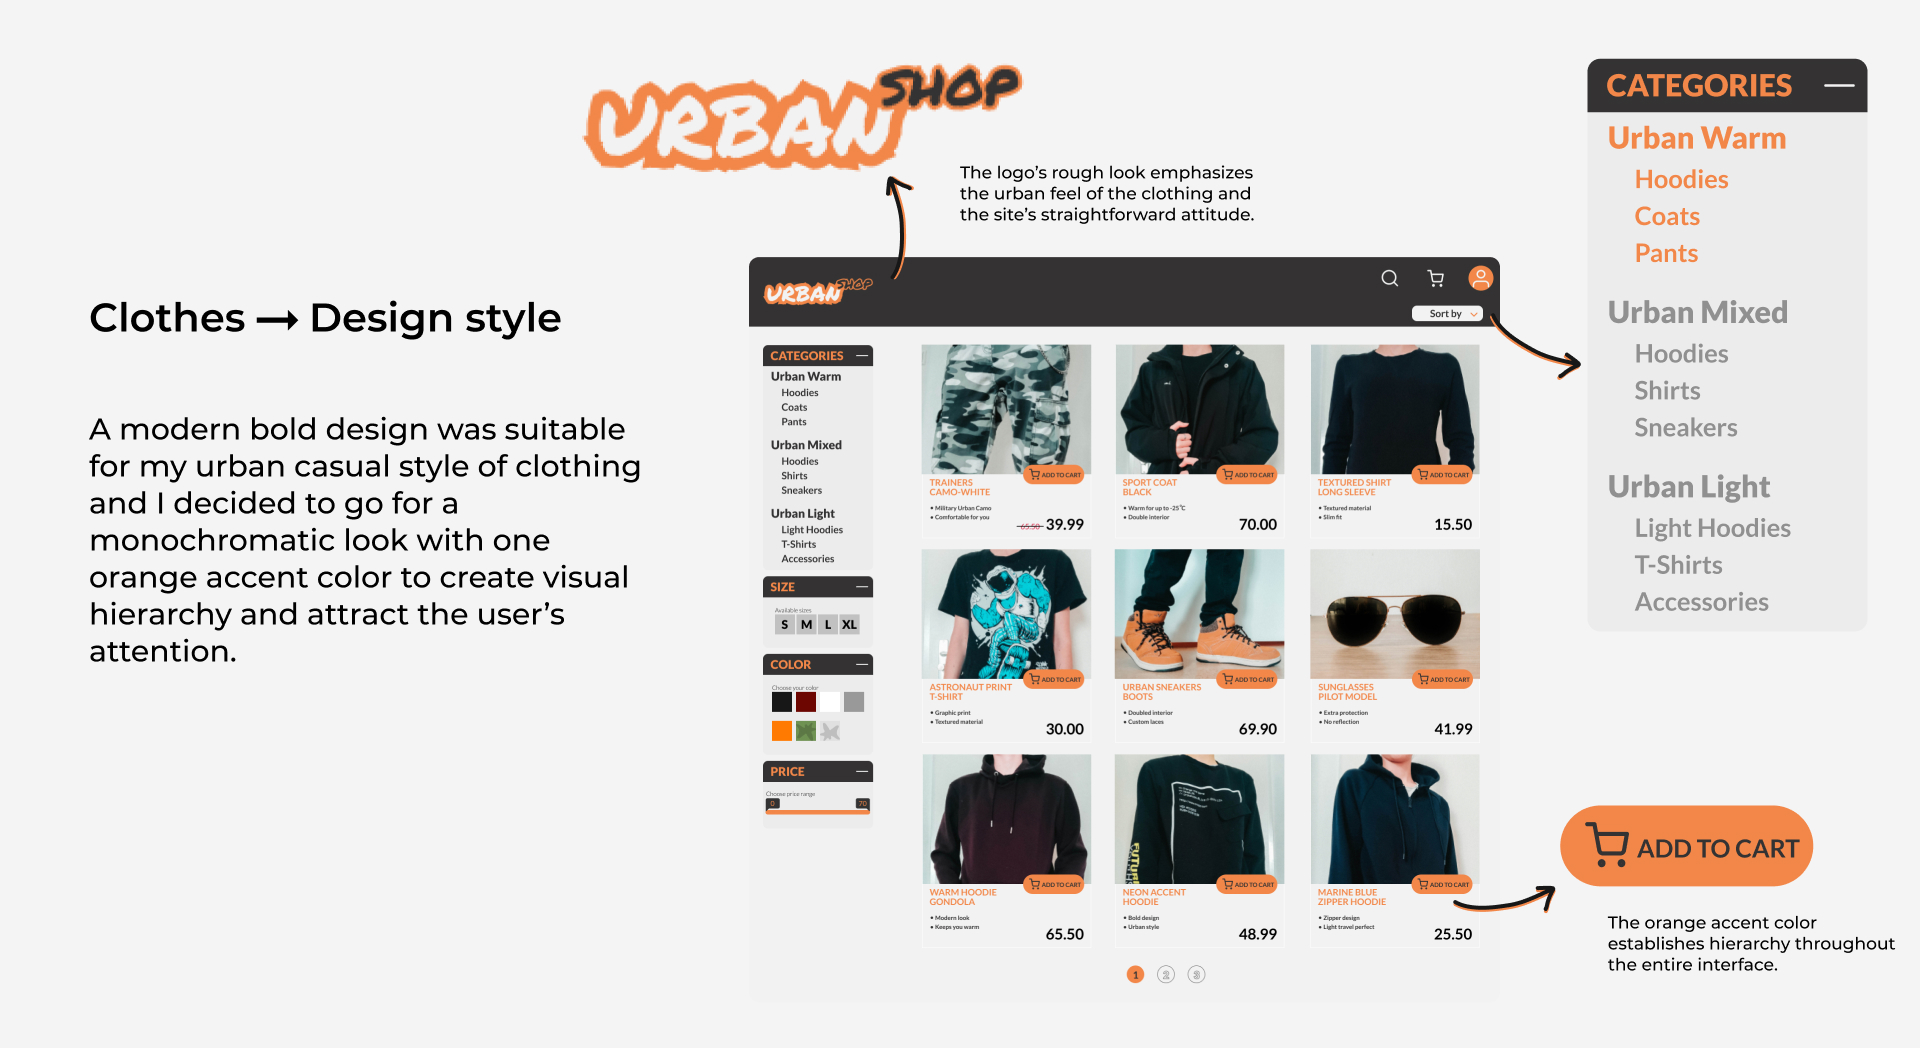 URBAN SHOP
The logo's rough look emphasizes
the urban feel of the clothing and
the site's straightforward attitude.
Clothes → Design style
A modern bold design was suitable
for my urban casual style of clothing
and I decided to go for a
monochromatic look with one
orange accent color to create visual
hierarchy and attract the user's
attention.
URBAN SHOP
Sort by
CATEGORIES
Urban Warm
Hoodies
Coats
Pants
Urban Mixed
Hoodies
Shirts
Sneakers
Urban Light
Light Hoodies
T-Shirts
Accessories
SIZE
Available sizes
S M L XL
COLOR
Choose your color
PRICE
Choose price range
0 70
ADD TO CART
TRAINERS
CAMO-WHITE
• Military Urban Camo
• Comfortable for you
65.50 39.99
ADD TO CART
SPORT COAT
BLACK
• Warm for up to -25°C
• Double interior
70.00
ADD TO CART
TEXTURED SHIRT
LONG SLEEVE
• Textured material
• Slim fit
15.50
ADD TO CART
ASTRONAUT PRINT
T-SHIRT
• Graphic print
• Textured material
30.00
ADD TO CART
URBAN SNEAKERS
BOOTS
• Doubled interior
• Custom laces
69.90
ADD TO CART
SUNGLASSES
PILOT MODEL
• Extra protection
• No reflection
41.99
ADD TO CART
WARM HOODIE
GONDOLA
• Modern look
• Keeps you warm
65.50
ADD TO CART
NEON ACCENT
HOODIE
• Bold design
• Urban style
48.99
ADD TO CART
MARINE BLUE
ZIPPER HOODIE
• Zipper design
• Light travel perfect
25.50
1 2 3
CATEGORIES
Urban Warm
Hoodies
Coats
Pants
Urban Mixed
Hoodies
Shirts
Sneakers
Urban Light
Light Hoodies
T-Shirts
Accessories
ADD TO CART
The orange accent color
establishes hierarchy throughout
the entire interface.